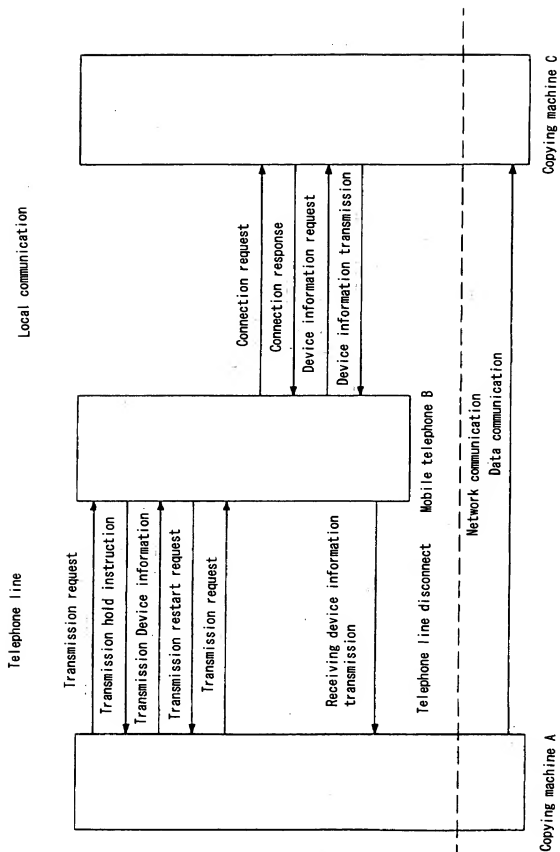 Telephone line
Local communication
Transmission request
Transmission hold instruction
Transmission Device information
Transmission restart request
Transmission request
Connection request
Connection response
Device information request
Device information transmission
Receiving device information
transmission
Telephone line disconnect
Mobile telephone B
Network communication
Data communication
Copying machine A
Copying machine C